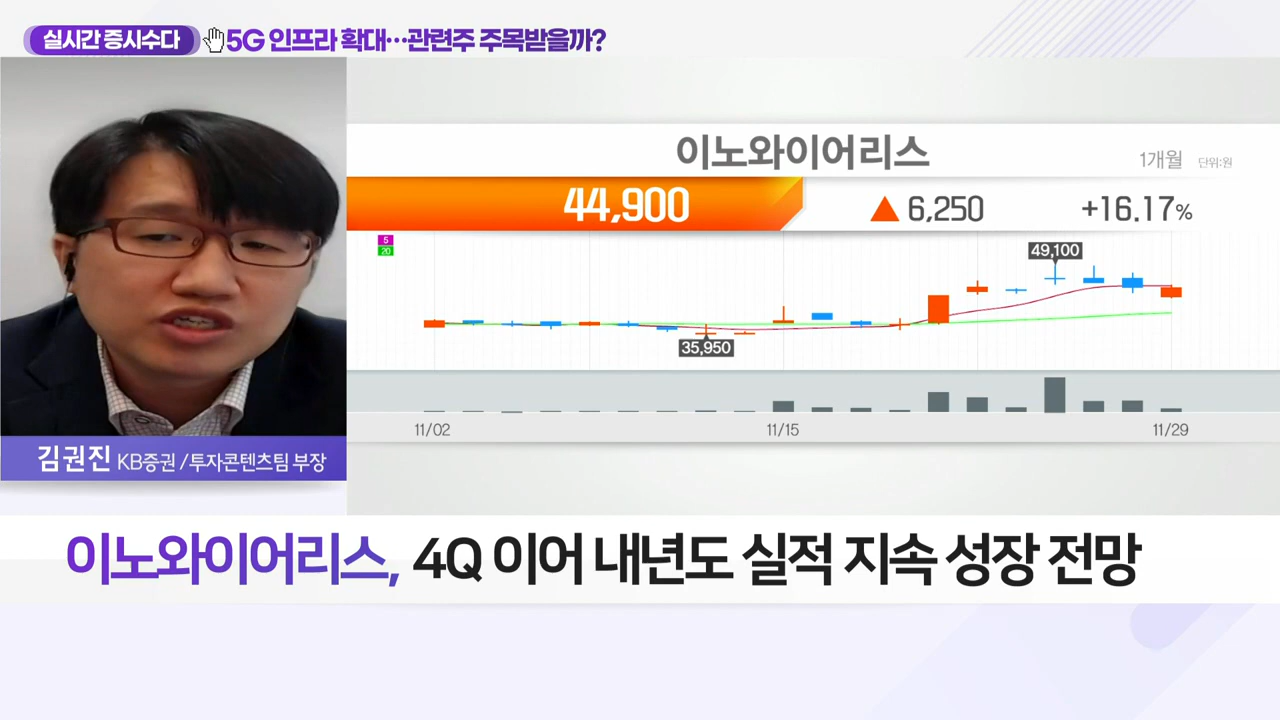 실시간 증시수다 5G 인프라 확대…관련주 주목받을까?
이노와이어리스
1개월 단위:원
44,900 ▲ 6,250 +16.17%
5
20
49,100
35,950
11/02 11/15 11/29
김권진 KB증권 / 투자콘텐츠팀 부장
이노와이어리스, 4Q 이어 내년도 실적 지속 성장 전망